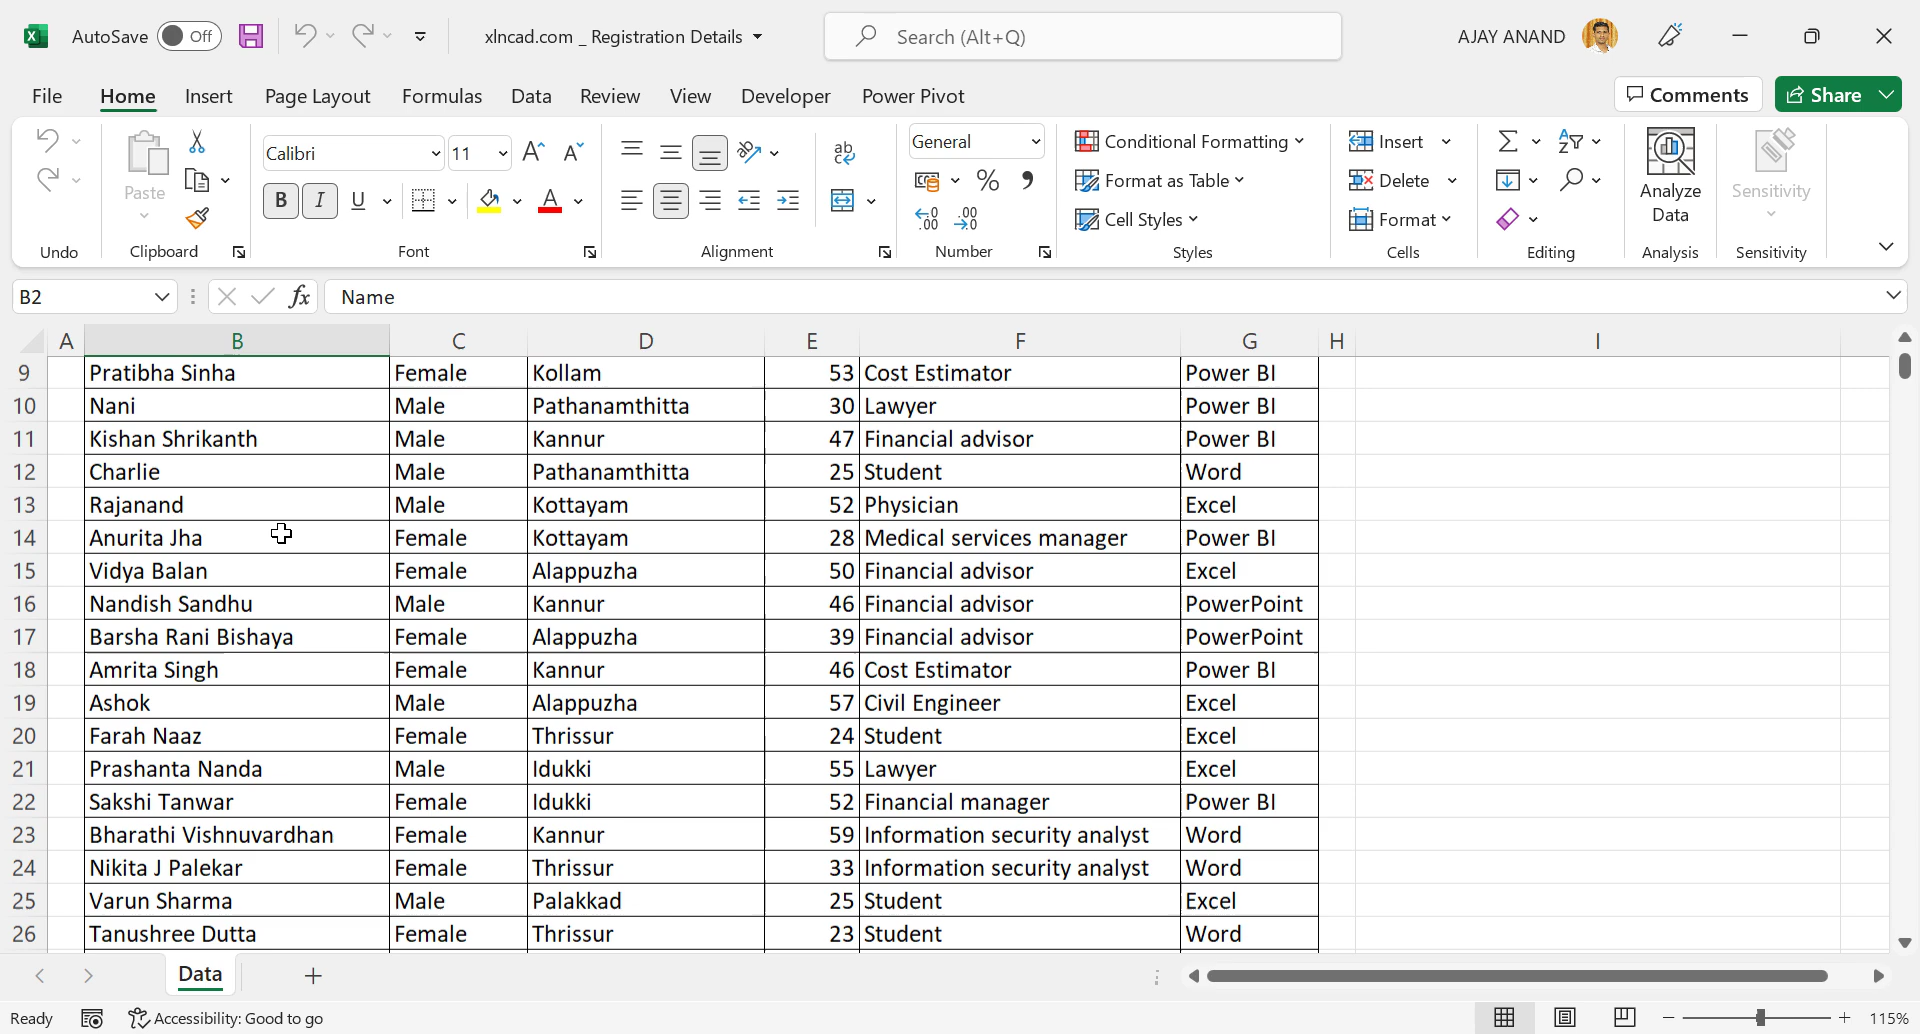 AutoSave Off xlncad.com _ Registration Details Search (Alt+Q) AJAY ANAND
File Home Insert Page Layout Formulas Data Review View Developer Power Pivot Comments Share
Paste Calibri 11 B I U A ab General % Conditional Formatting Format as Table Cell Styles Insert Delete Format Analyze Data Sensitivity
Undo Clipboard Font Alignment Number Styles Cells Editing Analysis Sensitivity
B2 fx Name
A B C D E F G H I
9 Pratibha Sinha Female Kollam 53 Cost Estimator Power BI
10 Nani Male Pathanamthitta 30 Lawyer Power BI
11 Kishan Shrikanth Male Kannur 47 Financial advisor Power BI
12 Charlie Male Pathanamthitta 25 Student Word
13 Rajanand Male Kottayam 52 Physician Excel
14 Anurita Jha Female Kottayam 28 Medical services manager Power BI
15 Vidya Balan Female Alappuzha 50 Financial advisor Excel
16 Nandish Sandhu Male Kannur 46 Financial advisor PowerPoint
17 Barsha Rani Bishaya Female Alappuzha 39 Financial advisor PowerPoint
18 Amrita Singh Female Kannur 46 Cost Estimator Power BI
19 Ashok Male Alappuzha 57 Civil Engineer Excel
20 Farah Naaz Female Thrissur 24 Student Excel
21 Prashanta Nanda Male Idukki 55 Lawyer Excel
22 Sakshi Tanwar Female Idukki 52 Financial manager Power BI
23 Bharathi Vishnuvardhan Female Kannur 59 Information security analyst Word
24 Nikita J Palekar Female Thrissur 33 Information security analyst Word
25 Varun Sharma Male Palakkad 25 Student Excel
26 Tanushree Dutta Female Thrissur 23 Student Word
Data
Ready Accessibility: Good to go 115%